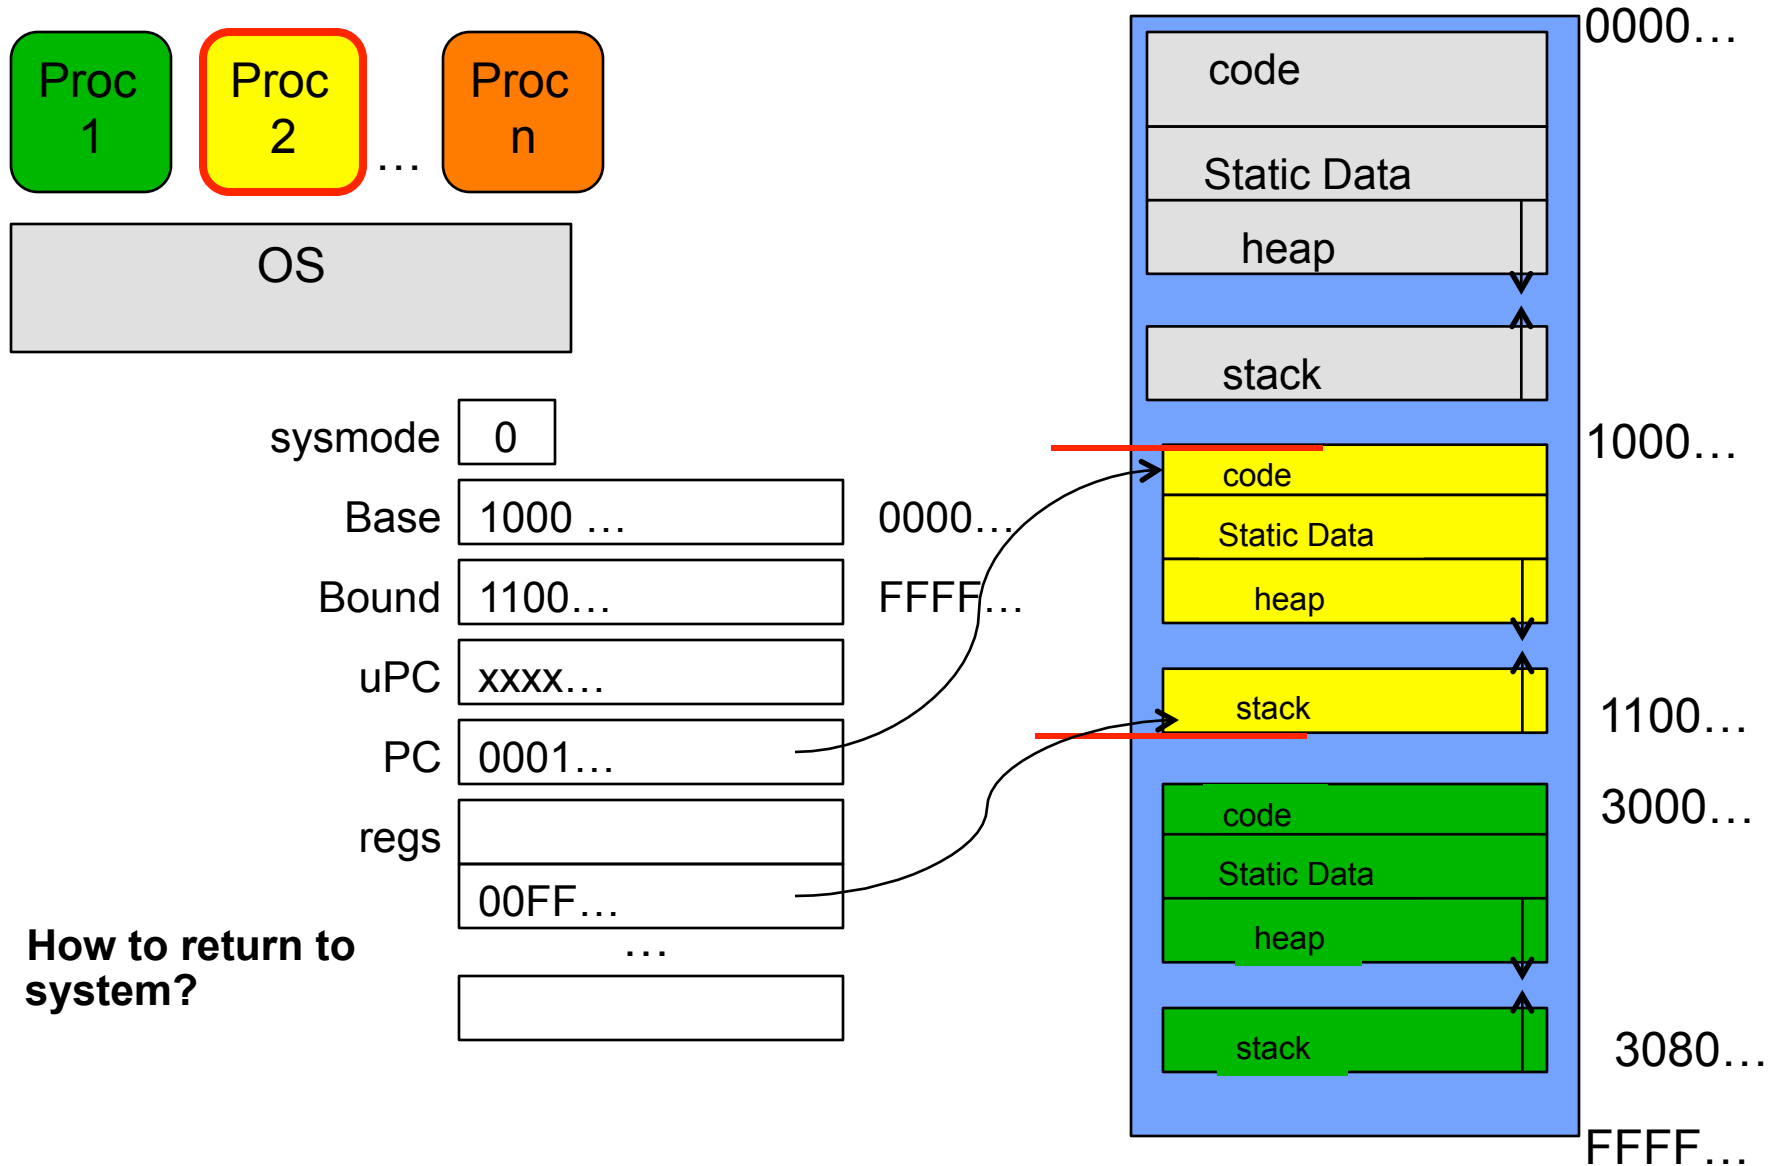 Proc
1
Proc
2
…
Proc
n
OS
sysmode 0
Base 1000 … 0000…
Bound 1100… FFFF…
uPC xxxx…
PC 0001…
regs
00FF…
…
How to return to
system?
0000…
code
Static Data
heap
stack
1000…
code
Static Data
heap
stack
1100…
3000…
code
Static Data
heap
stack
3080…
FFFF…